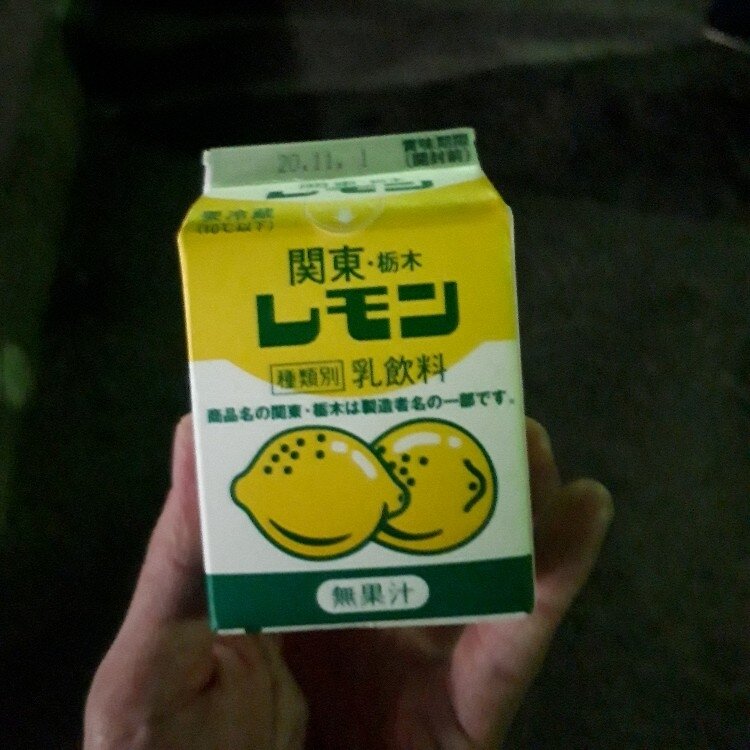 20.11. 1
賞味期限
(開封前)
要冷蔵
(10℃以下)
関東・栃木
レモン
種類別 乳飲料
商品名の関東・栃木は製造者名の一部です。
無果汁